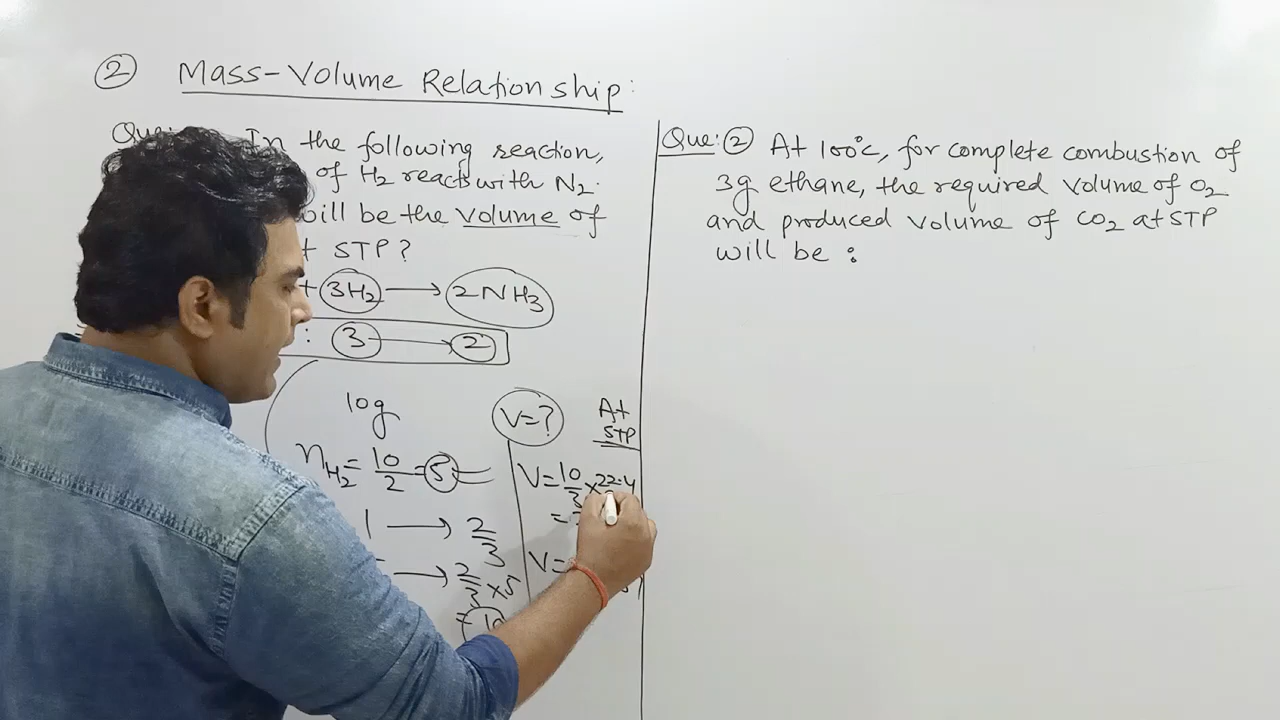 ② Mass-Volume Relationship:
Que: In the following reaction,
of H2 reacts with N2.
will be the volume of
At STP?
+ 3H2 → 2NH3
: 3 → 2
10g
V=?
At
STP
nH2 = 10/2 = 5
V = 10/3 × 22.4
1 → 2/3
V=
→ 2/3 × 5
= 10
Que: ② At 100°C, for complete combustion of
3g ethane, the required volume of O2
and produced volume of CO2 at STP
will be :